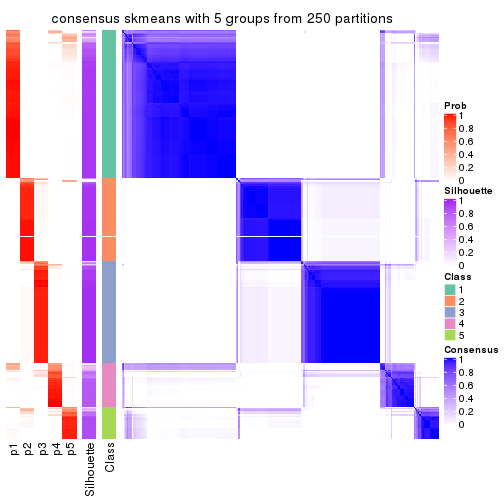 consensus skmeans with 5 groups from 250 partitions
Prob
1
0.8
0.6
0.4
0.2
0
Silhouette
1
0.8
0.6
0.4
0.2
0
Class
1
2
3
4
5
Consensus
1
0.8
0.6
0.4
0.2
0
p1
p2
p3
p4
p5
Silhouette
Class